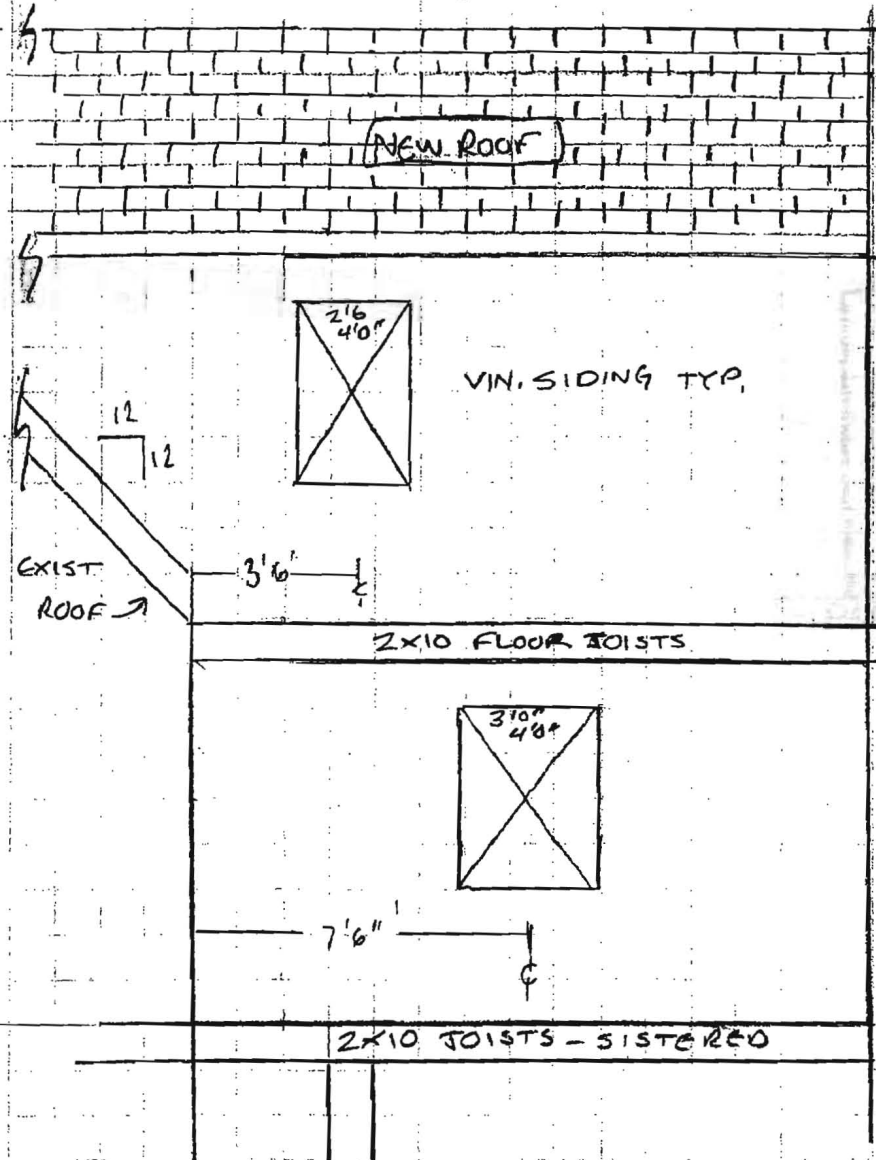 NEW ROOF
2'6
4'0"
VIN. SIDING TYP.
12
12
3'6"
EXIST
ROOF
2X10 FLOOR JOISTS
3'0"
4'0"
7'6"
2X10 JOISTS - SISTERED